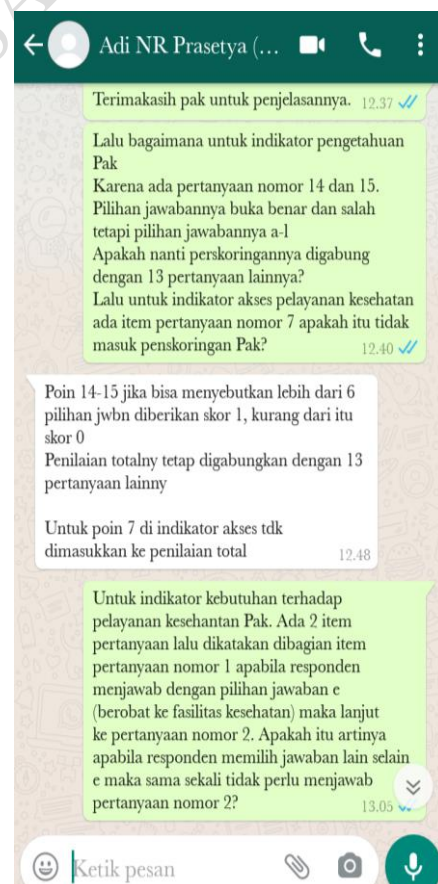 Adi NR Prasetya (...
Terimakasih pak untuk penjelasannya. 12.37
Lalu bagaimana untuk indikator pengetahuan
Pak
Karena ada pertanyaan nomor 14 dan 15.
Pilihan jawabannya buka benar dan salah
tetapi pilihan jawabannya a-l
Apakah nanti perskoringannya digabung
dengan 13 pertanyaan lainnya?
Lalu untuk indikator akses pelayanan kesehatan
ada item pertanyaan nomor 7 apakah itu tidak
masuk penskoringan Pak? 12.40
Poin 14-15 jika bisa menyebutkan lebih dari 6
pilihan jwbn diberikan skor 1, kurang dari itu
skor 0
Penilaian totalny tetap digabungkan dengan 13
pertanyaan lainny
Untuk poin 7 di indikator akses tdk
dimasukkan ke penilaian total 12.48
Untuk indikator kebutuhan terhadap
pelayanan kesehantan Pak. Ada 2 item
pertanyaan lalu dikatakan dibagian item
pertanyaan nomor 1 apabila responden
menjawab dengan pilihan jawaban e
(berobat ke fasilitas kesehatan) maka lanjut
ke pertanyaan nomor 2. Apakah itu artinya
apabila responden memilih jawaban lain selain
e maka sama sekali tidak perlu menjawab
pertanyaan nomor 2? 13.05
Ketik pesan